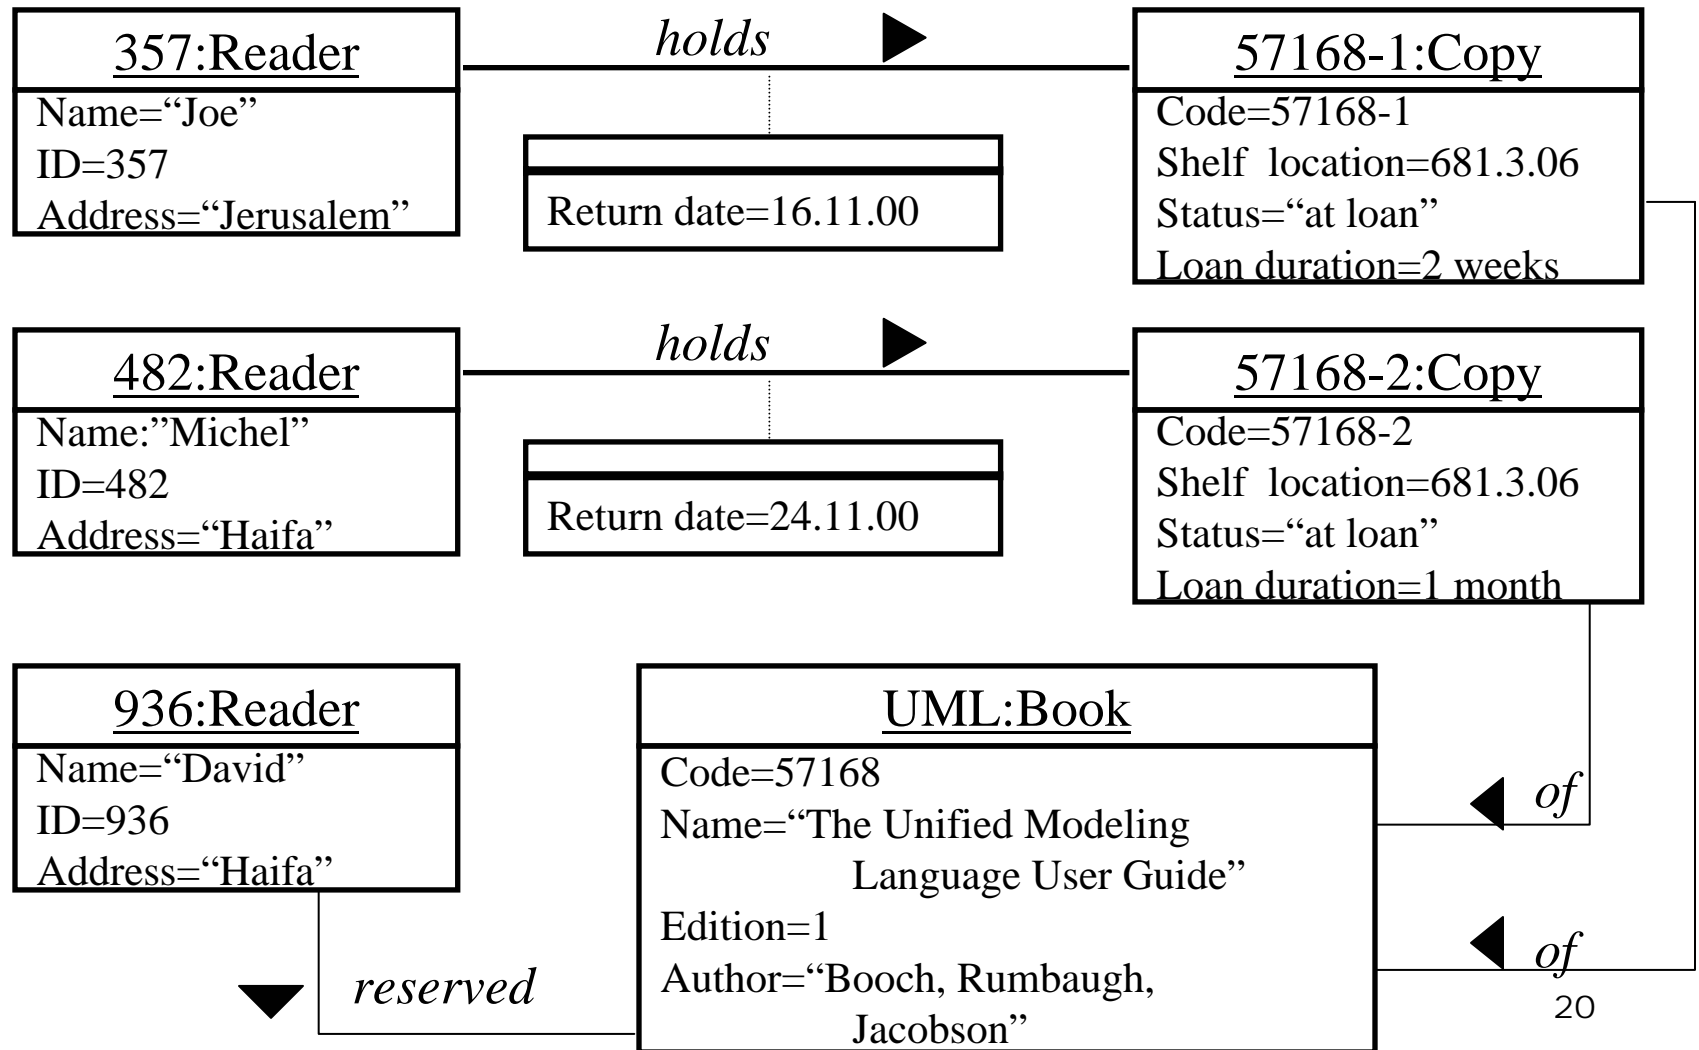 357:Reader
Name=“Joe”
ID=357
Address=“Jerusalem”
holds
Return date=16.11.00
57168-1:Copy
Code=57168-1
Shelf location=681.3.06
Status=“at loan”
Loan duration=2 weeks
482:Reader
Name:”Michel”
ID=482
Address=“Haifa”
holds
Return date=24.11.00
57168-2:Copy
Code=57168-2
Shelf location=681.3.06
Status=“at loan”
Loan duration=1 month
936:Reader
Name=“David”
ID=936
Address=“Haifa”
reserved
UML:Book
Code=57168
Name=“The Unified Modeling
Language User Guide”
Edition=1
Author=“Booch, Rumbaugh,
Jacobson”
of
of
20